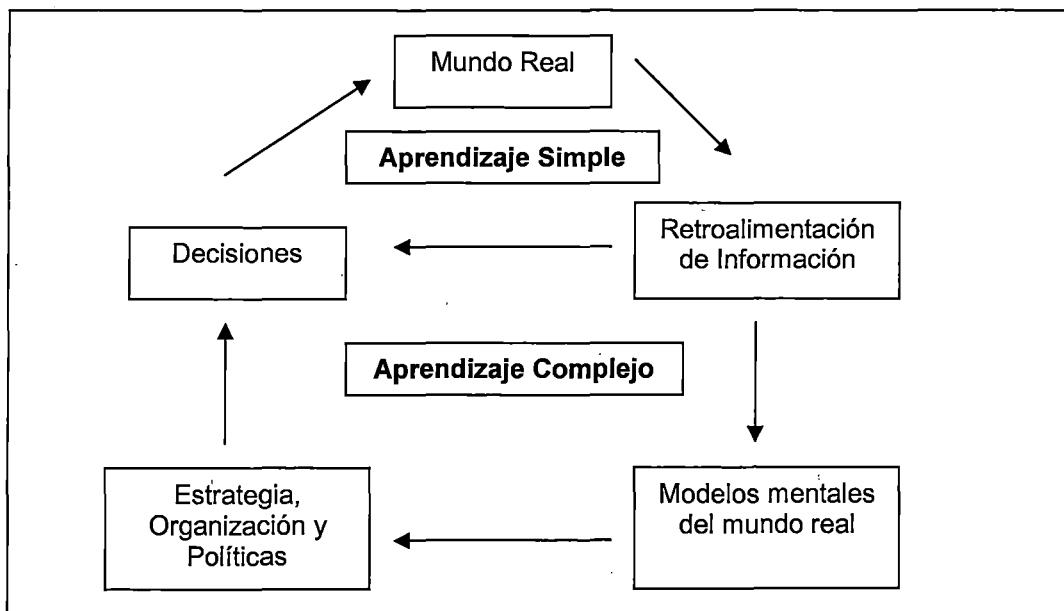 Mundo Real
Aprendizaje Simple
Decisiones
Retroalimentación
de Información
Aprendizaje Complejo
Estrategia,
Organización y
Políticas
Modelos mentales
del mundo real